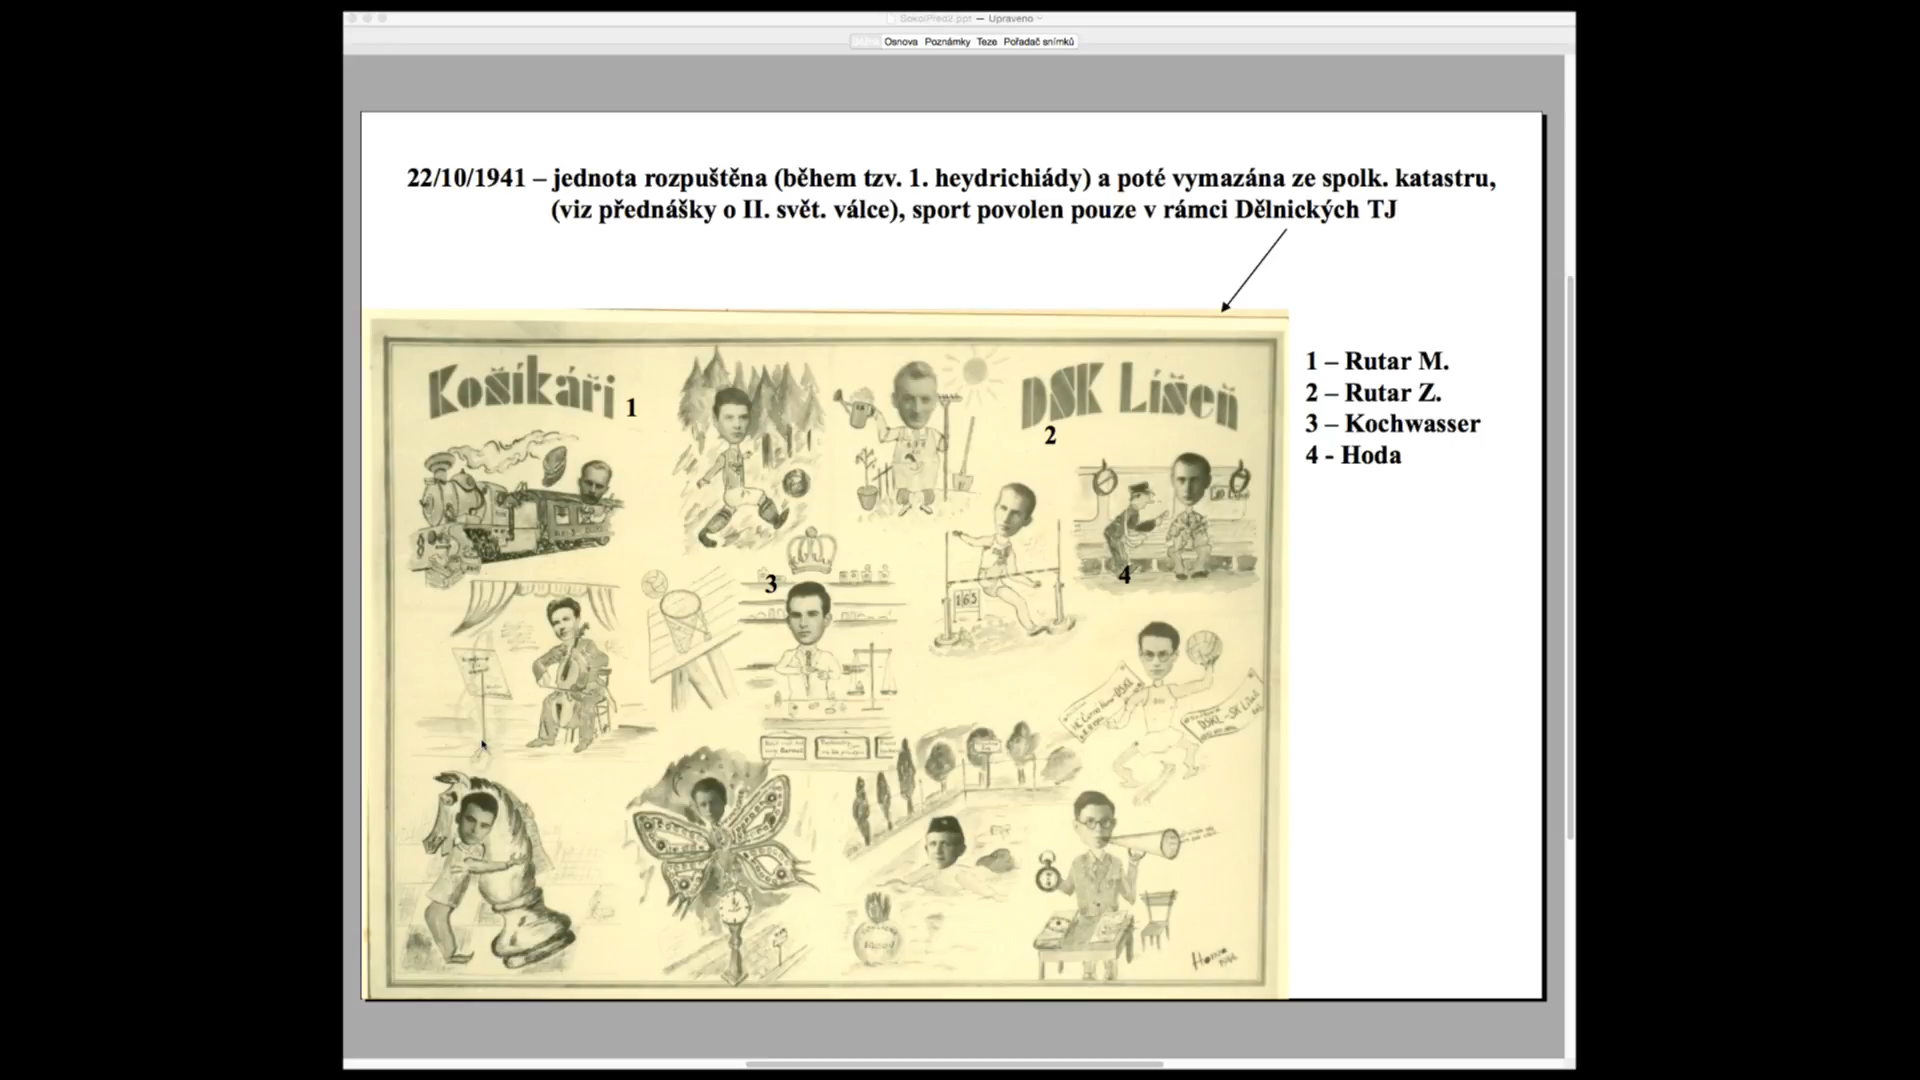 SokolPřed2.ppt — Upraveno
Osnova Poznámky Teze Pořadač snímků
22/10/1941 – jednota rozpuštěna (během tzv. 1. heydrichiády) a poté vymazána ze spolk. katastru,
(viz přednášky o II. svět. válce), sport povolen pouze v rámci Dělnických TJ
Košíkáři
1
DSK Líšeň
2
1 – Rutar M.
2 – Rutar Z.
3 – Kochwasser
4 - Hoda
3
4
165